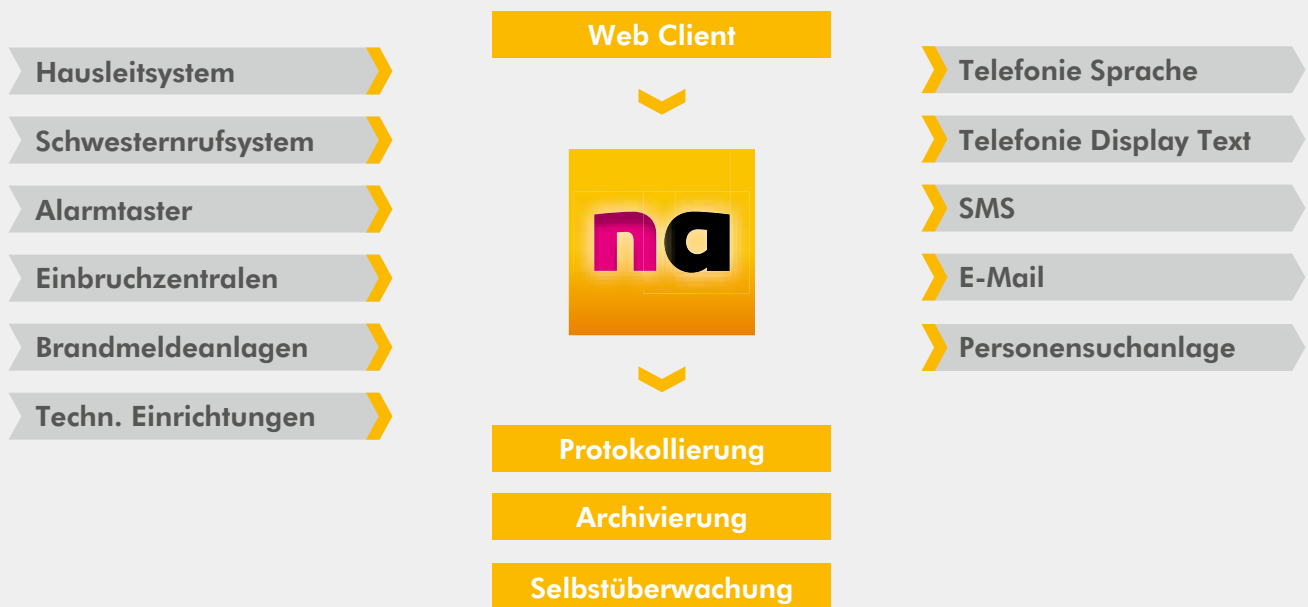 Hausleitsystem
Schwesternrufsystem
Alarmtaster
Einbruchzentralen
Brandmeldeanlagen
Techn. Einrichtungen
Web Client
na
Protokollierung
Archivierung
Selbstüberwachung
Telefonie Sprache
Telefonie Display Text
SMS
E-Mail
Personensuchanlage